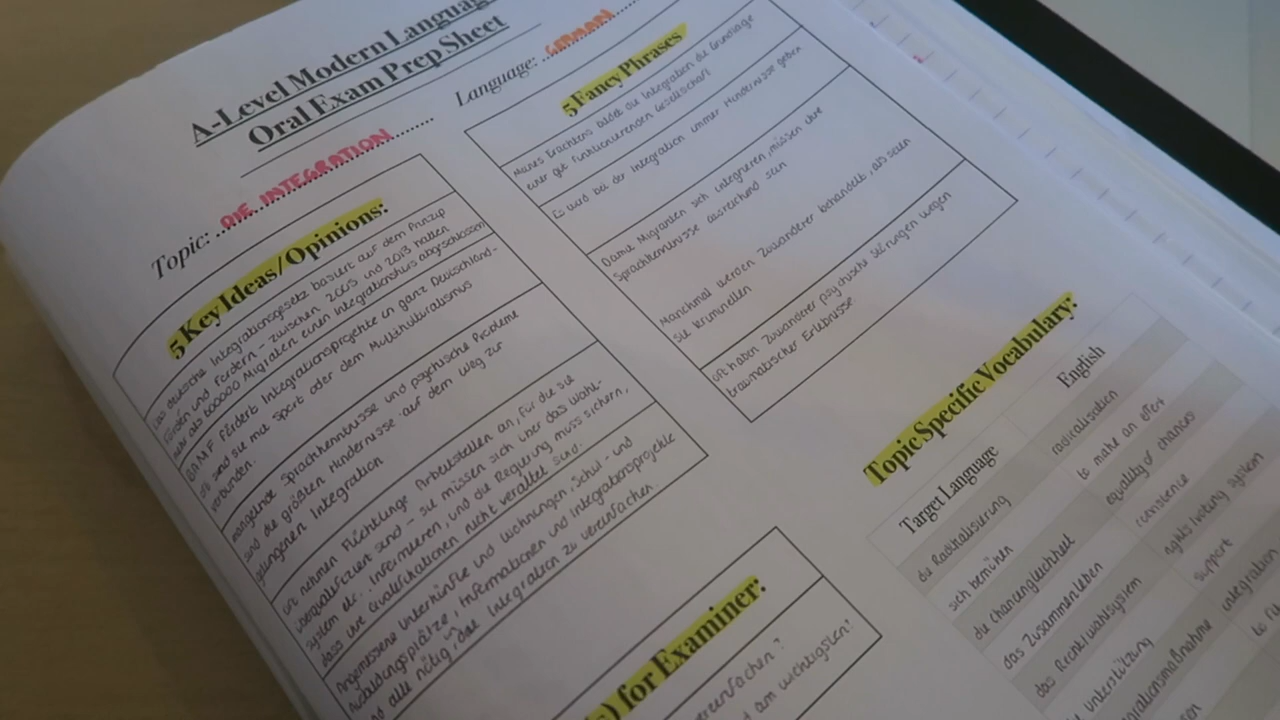 A-Level Modern Language
Oral Exam Prep Sheet
Language: GERMAN
Topic: DIE INTEGRATION
5 Key Ideas/Opinions:
Das deutsche Integrationsgesetz basiert auf dem Prinzip
Fördern und Fordern - zwischen 2005 und 2013 hatten
mehr als Migranten einen Integrationskurs abgeschlossen
BAMF fördert Integrationsprojekte in ganz Deutschland -
sie mit Sport oder dem Multikulturalismus
verbunden
mangelnde Sprachkenntnisse und psychische Probleme
sind die größten Hindernisse auf dem Weg zur
gelungenen Integration
oft nehmen Flüchtlinge Arbeitsstellen an, für die sie
überqualifiziert sind - sie müssen sich über das Wahl-
system etc. informieren, und die Regierung muss sichern,
dass ihre Qualifikationen nicht veraltet sind.
Angemessene Unterkünfte und Wohnungen, Schul- und
Ausbildungsplätze, Informationen und Integrationsprojekte
alle nötig, um die Integration zu vereinfachen.
5 Fancy Phrases
Meines Erachtens bildet die Integration die Grundlage
einer gut funktionierenden Gesellschaft
Es wird bei der Integration immer Hindernisse geben
Damit Migranten sich integrieren, müssen ihre
Sprachkenntnisse ausreichend sein
Manchmal werden Zuwanderer behandelt, als seien
sie Kriminellen
oft haben Zuwanderer psychische Störungen wegen
traumatischer Erlebnisse
) for Examiner:
vereinfachen?
am wichtigsten?
Topic Specific Vocabulary:
Target Language English
die Radikalisierung radicalisation
sich bemühen to make an effort
die Chancengleichheit equality of chances
das Zusammenleben
das Rechtswahlsystem voting system
unterstützung support
grationsmaßnahme integration